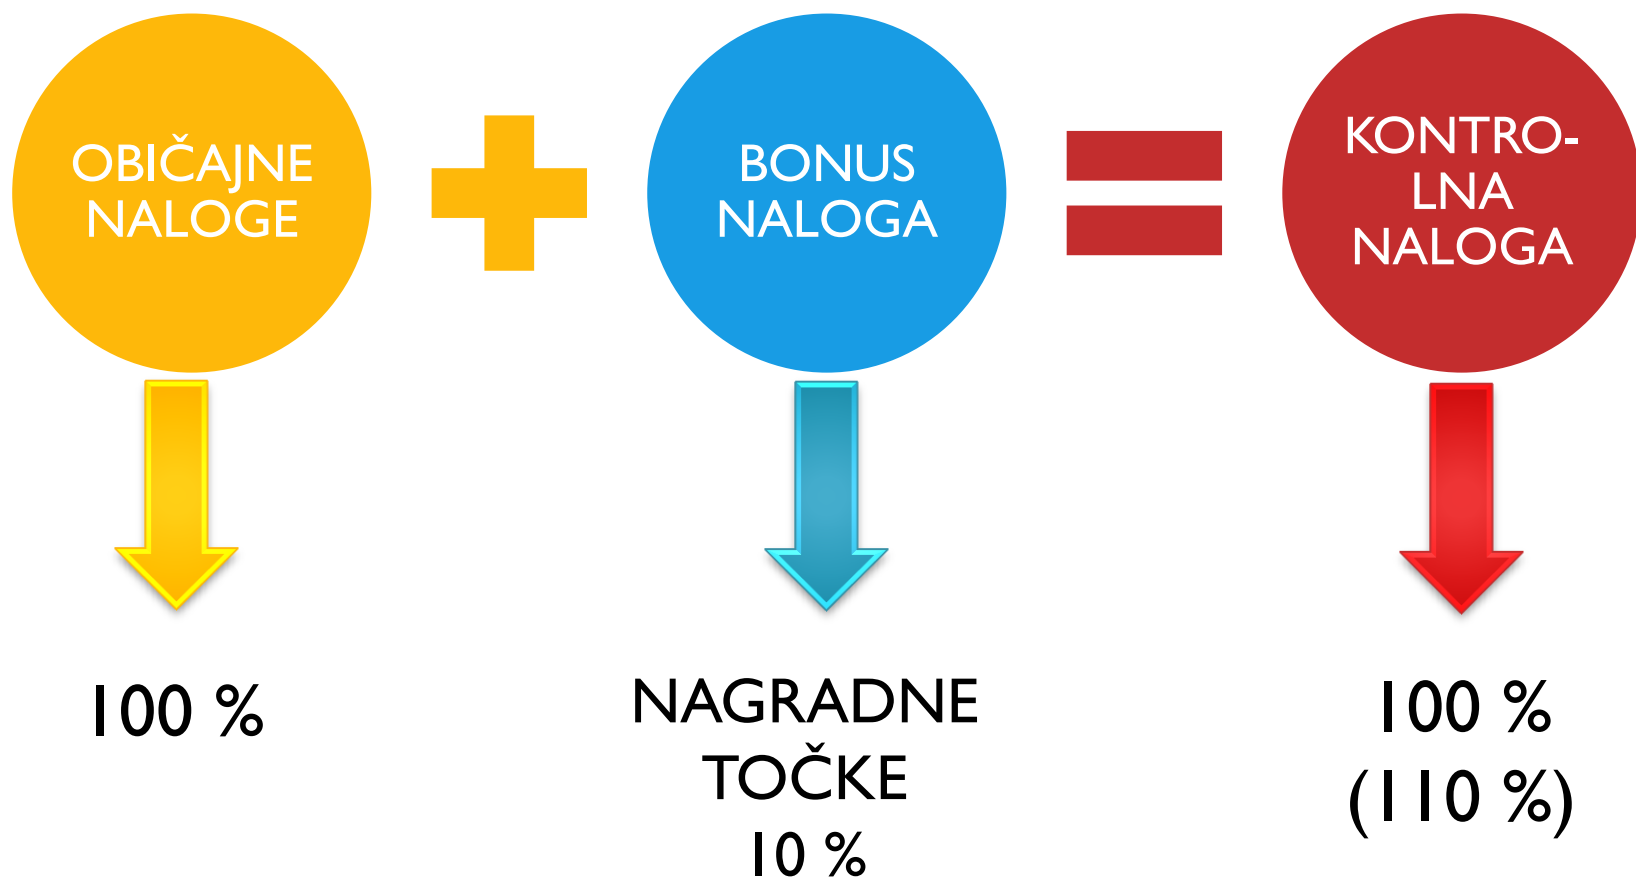 OBIČAJNE
NALOGE
BONUS
NALOGA
KONTRO-
LNA
NALOGA
100 %
NAGRADNE
TOČKE
10 %
100 %
(110 %)